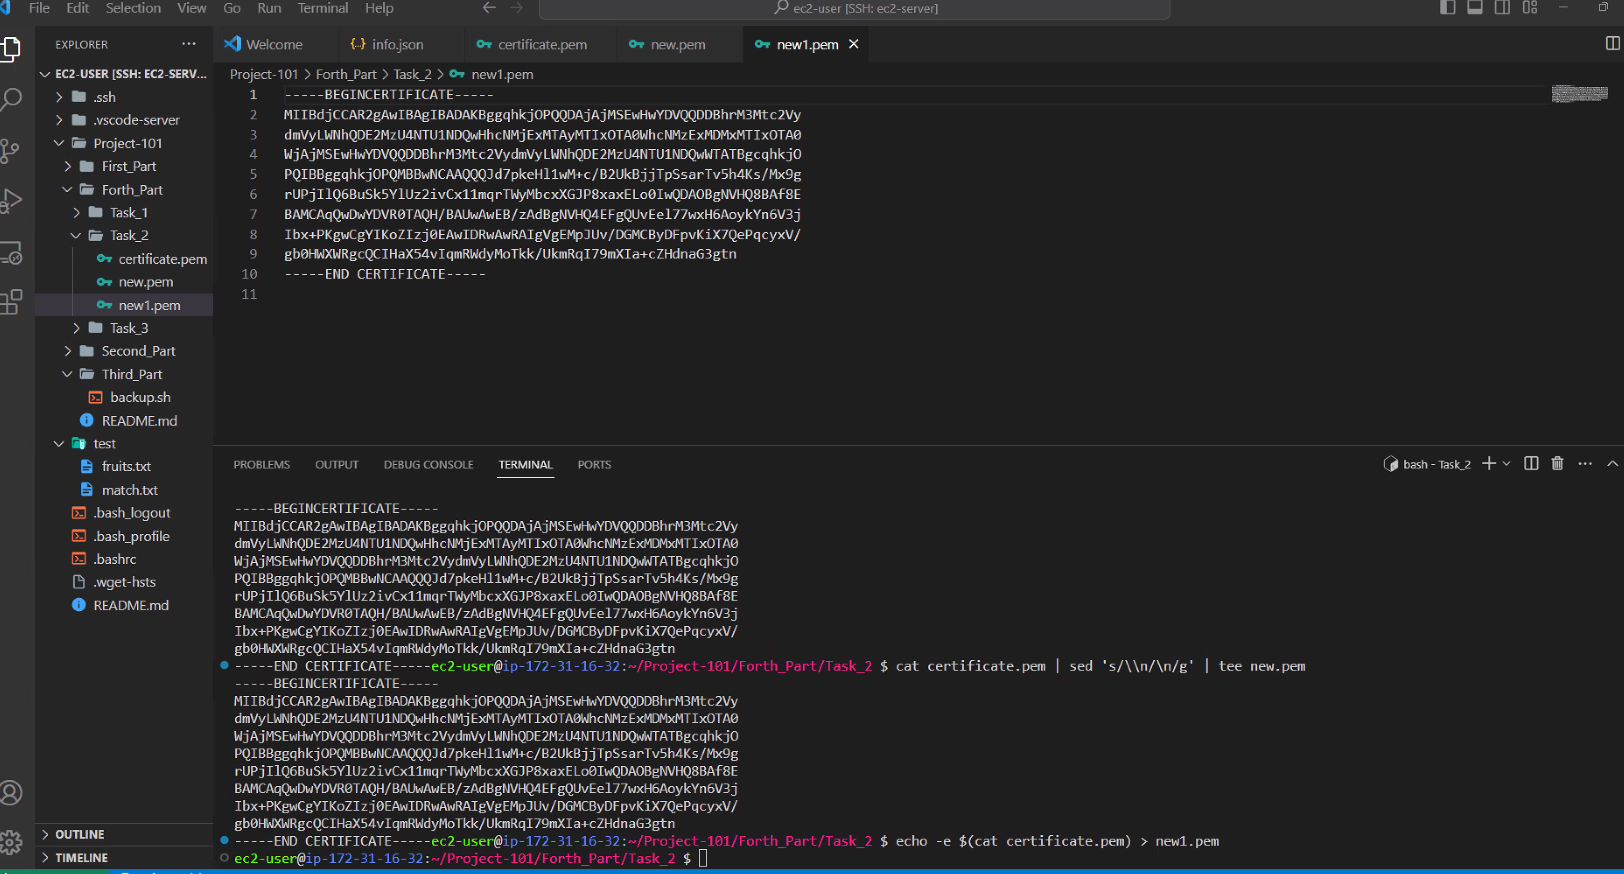 File Edit Selection View Go Run Terminal Help
ec2-user [SSH: ec2-server]
EXPLORER
Welcome
info.json
certificate.pem
new.pem
new1.pem
EC2-USER [SSH: EC2-SERV...
.ssh
.vscode-server
Project-101
First_Part
Forth_Part
Task_1
Task_2
certificate.pem
new.pem
new1.pem
Task_3
Second_Part
Third_Part
backup.sh
README.md
test
fruits.txt
match.txt
.bash_logout
.bash_profile
.bashrc
.wget-hsts
README.md
OUTLINE
TIMELINE
Project-101 > Forth_Part > Task_2 > new1.pem
1 -----BEGINCERTIFICATE-----
2 MIIBdjCCAR2gAwIBAgIBADAKBggqhkjOPQQDAjAjMSEwHwYDVQQDDBhrM3Mtc2Vy
3 dmVyLWNhQDE2MzU4NTU1NDQwHhcNMjExMTAyMTIxOTA0WhcNMzExMDMxMTIxOTA0
4 WjAjMSEwHwYDVQQDDBhrM3Mtc2VydmVyLWNhQDE2MzU4NTU1NDQwWTATBgcqhkjO
5 PQIBBggqhkjOPQMBBwNCAAQQQJd7pkeHl1wM+c/B2UkBjjTpSsarTv5h4Ks/Mx9g
6 rUPjIlQ6BuSk5YlUz2ivCx11mqrTWyMbcxXGJP8xaxELo0IwQDAOBgNVHQ8BAf8E
7 BAMCAqQwDwYDVR0TAQH/BAUwAwEB/zAdBgNVHQ4EFgQUvEel77wxH6AoykYn6V3j
8 Ibx+PKgwCgYIKoZIzj0EAwIDRwAwRAIgVgEMpJUv/DGMCByDFpvKiX7QePqcyxV/
9 gb0HWXWRgcQCIHaX54vIqmRWdyMoTkk/UkmRqI79mXIa+cZHdnaG3gtn
10 -----END CERTIFICATE-----
11
PROBLEMS OUTPUT DEBUG CONSOLE TERMINAL PORTS
bash - Task_2
-----BEGINCERTIFICATE-----
MIIBdjCCAR2gAwIBAgIBADAKBggqhkjOPQQDAjAjMSEwHwYDVQQDDBhrM3Mtc2Vy
dmVyLWNhQDE2MzU4NTU1NDQwHhcNMjExMTAyMTIxOTA0WhcNMzExMDMxMTIxOTA0
WjAjMSEwHwYDVQQDDBhrM3Mtc2VydmVyLWNhQDE2MzU4NTU1NDQwWTATBgcqhkjO
PQIBBggqhkjOPQMBBwNCAAQQQJd7pkeHl1wM+c/B2UkBjjTpSsarTv5h4Ks/Mx9g
rUPjIlQ6BuSk5YlUz2ivCx11mqrTWyMbcxXGJP8xaxELo0IwQDAOBgNVHQ8BAf8E
BAMCAqQwDwYDVR0TAQH/BAUwAwEB/zAdBgNVHQ4EFgQUvEel77wxH6AoykYn6V3j
Ibx+PKgwCgYIKoZIzj0EAwIDRwAwRAIgVgEMpJUv/DGMCByDFpvKiX7QePqcyxV/
gb0HWXWRgcQCIHaX54vIqmRWdyMoTkk/UkmRqI79mXIa+cZHdnaG3gtn
-----END CERTIFICATE-----ec2-user@ip-172-31-16-32:~/Project-101/Forth_Part/Task_2 $ cat certificate.pem | sed 's/\\n/\n/g' | tee new.pem
-----BEGINCERTIFICATE-----
MIIBdjCCAR2gAwIBAgIBADAKBggqhkjOPQQDAjAjMSEwHwYDVQQDDBhrM3Mtc2Vy
dmVyLWNhQDE2MzU4NTU1NDQwHhcNMjExMTAyMTIxOTA0WhcNMzExMDMxMTIxOTA0
WjAjMSEwHwYDVQQDDBhrM3Mtc2VydmVyLWNhQDE2MzU4NTU1NDQwWTATBgcqhkjO
PQIBBggqhkjOPQMBBwNCAAQQQJd7pkeHl1wM+c/B2UkBjjTpSsarTv5h4Ks/Mx9g
rUPjIlQ6BuSk5YlUz2ivCx11mqrTWyMbcxXGJP8xaxELo0IwQDAOBgNVHQ8BAf8E
BAMCAqQwDwYDVR0TAQH/BAUwAwEB/zAdBgNVHQ4EFgQUvEel77wxH6AoykYn6V3j
Ibx+PKgwCgYIKoZIzj0EAwIDRwAwRAIgVgEMpJUv/DGMCByDFpvKiX7QePqcyxV/
gb0HWXWRgcQCIHaX54vIqmRWdyMoTkk/UkmRqI79mXIa+cZHdnaG3gtn
-----END CERTIFICATE-----ec2-user@ip-172-31-16-32:~/Project-101/Forth_Part/Task_2 $ echo -e $(cat certificate.pem) > new1.pem
ec2-user@ip-172-31-16-32:~/Project-101/Forth_Part/Task_2 $